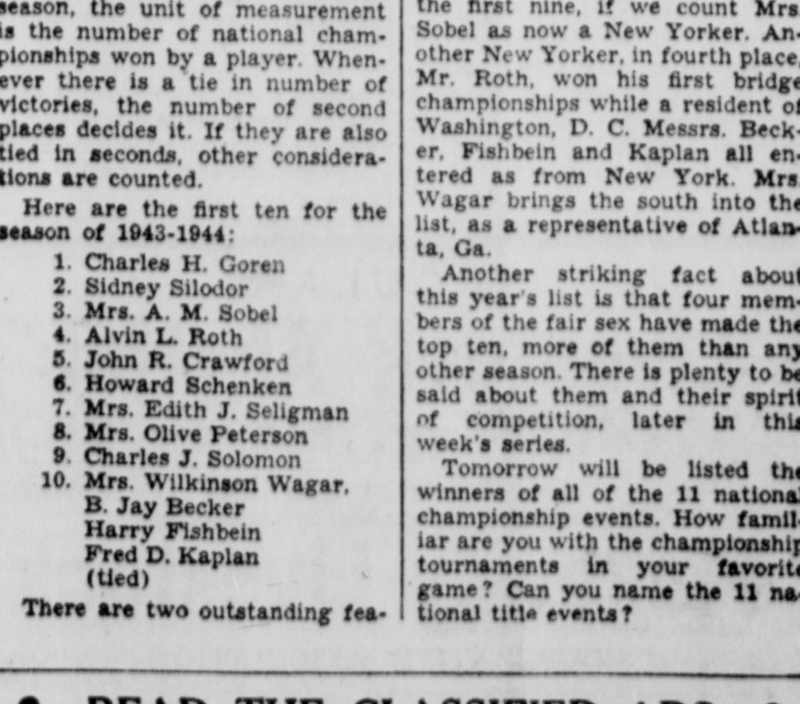 season, the unit of measurement
is the number of national cham-
pionships won by a player. When-
ever there is a tie in number of
victories, the number of second
places decides it. If they are also
tied in seconds, other considera-
tions are counted.
Here are the first ten for the
season of 1943-1944:
1. Charles H. Goren
2. Sidney Silodor
3. Mrs. A. M. Sobel
4. Alvin L. Roth
5. John R. Crawford
6. Howard Schenken
7. Mrs. Edith J. Seligman
8. Mrs. Olive Peterson
9. Charles J. Solomon
10. Mrs. Wilkinson Wagar,
B. Jay Becker
Harry Fishbein
Fred D. Kaplan
(tied)
There are two outstanding fea-
the first nine, if we count Mrs.
Sobel as now a New Yorker. An-
other New Yorker, in fourth place,
Mr. Roth, won his first bridge
championships while a resident of
Washington, D. C. Messrs. Beck-
er, Fishbein and Kaplan all en-
tered as from New York. Mrs.
Wagar brings the south into the
list, as a representative of Atlan-
ta, Ga.
Another striking fact about
this year's list is that four mem-
bers of the fair sex have made the
top ten, more of them than any
other season. There is plenty to be
said about them and their spirit
of competition, later in this
week's series.
Tomorrow will be listed the
winners of all of the 11 national
championship events. How famil-
iar are you with the championship
tournaments in your favorite
game? Can you name the 11 na-
tional title events?
READ THE CLASSIFIED ADS